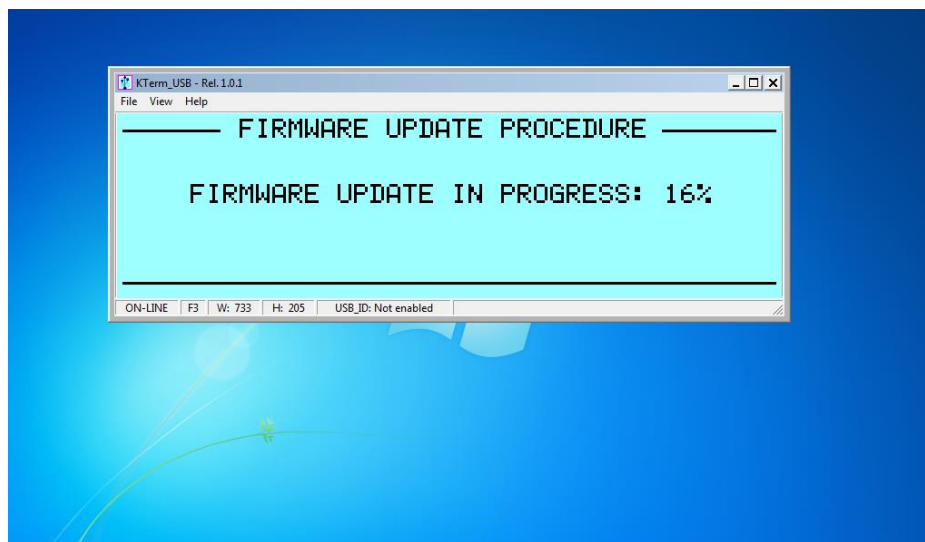 KTerm_USB - Rel. 1.0.1
File View Help
FIRMWARE UPDATE PROCEDURE
FIRMWARE UPDATE IN PROGRESS: 16%
ON-LINE F3 W: 733 H: 205 USB_ID: Not enabled